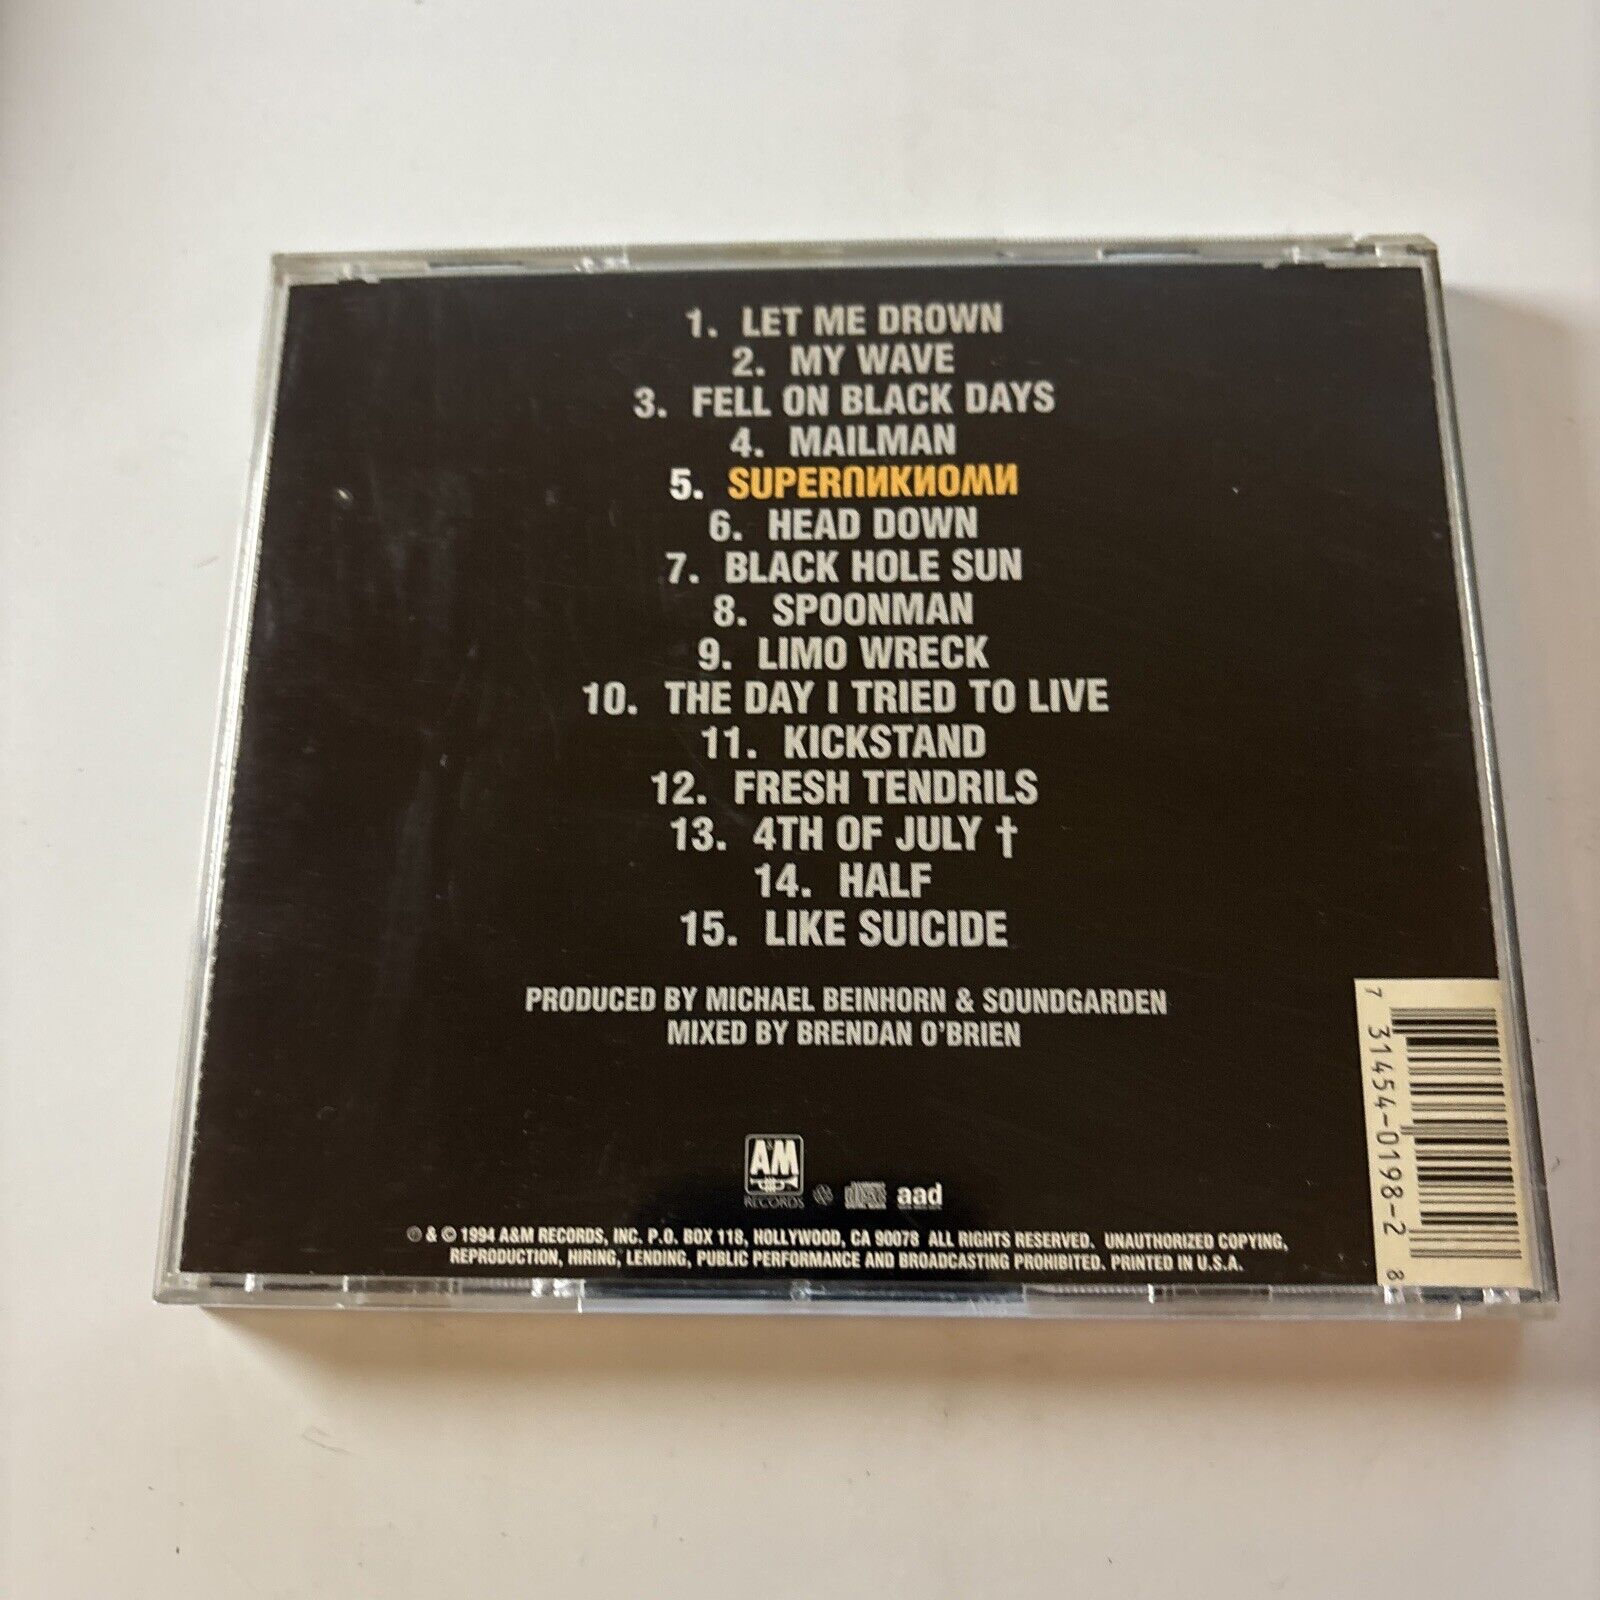 1. LET ME DROWN
2. MY WAVE
3. FELL ON BLACK DAYS
4. MAILMAN
5. SUPERUNKNOWN
6. HEAD DOWN
7. BLACK HOLE SUN
8. SPOONMAN
9. LIMO WRECK
10. THE DAY I TRIED TO LIVE
11. KICKSTAND
12. FRESH TENDRILS
13. 4TH OF JULY †
14. HALF
15. LIKE SUICIDE
PRODUCED BY MICHAEL BEINHORN & SOUNDGARDEN
MIXED BY BRENDAN O'BRIEN
7 31454-0198-2 8
A&M
RECORDS
aad
℗ & © 1994 A&M RECORDS, INC. P.O. BOX 118, HOLLYWOOD, CA 90078 ALL RIGHTS RESERVED. UNAUTHORIZED COPYING,
REPRODUCTION, HIRING, LENDING, PUBLIC PERFORMANCE AND BROADCASTING PROHIBITED. PRINTED IN U.S.A.